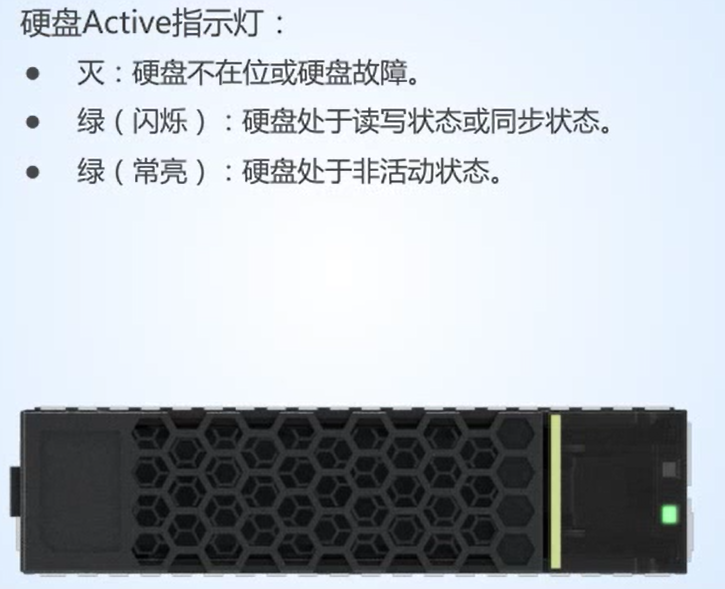 硬盘Active指示灯：
● 灭：硬盘不在位或硬盘故障。
● 绿（闪烁）：硬盘处于读写状态或同步状态。
● 绿（常亮）：硬盘处于非活动状态。